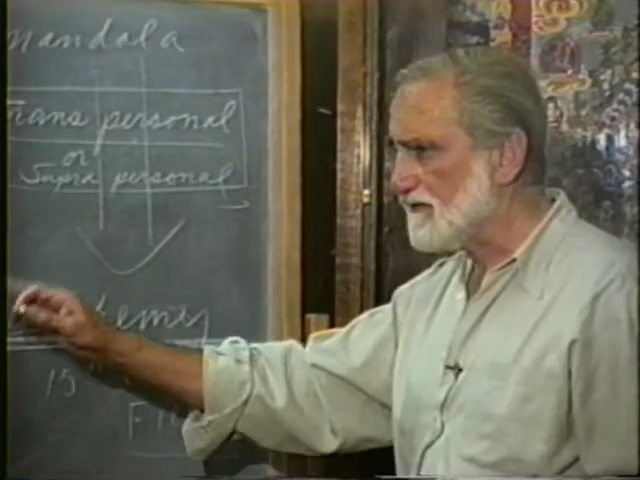 mandala
Trans personal
or
Supra personal
15